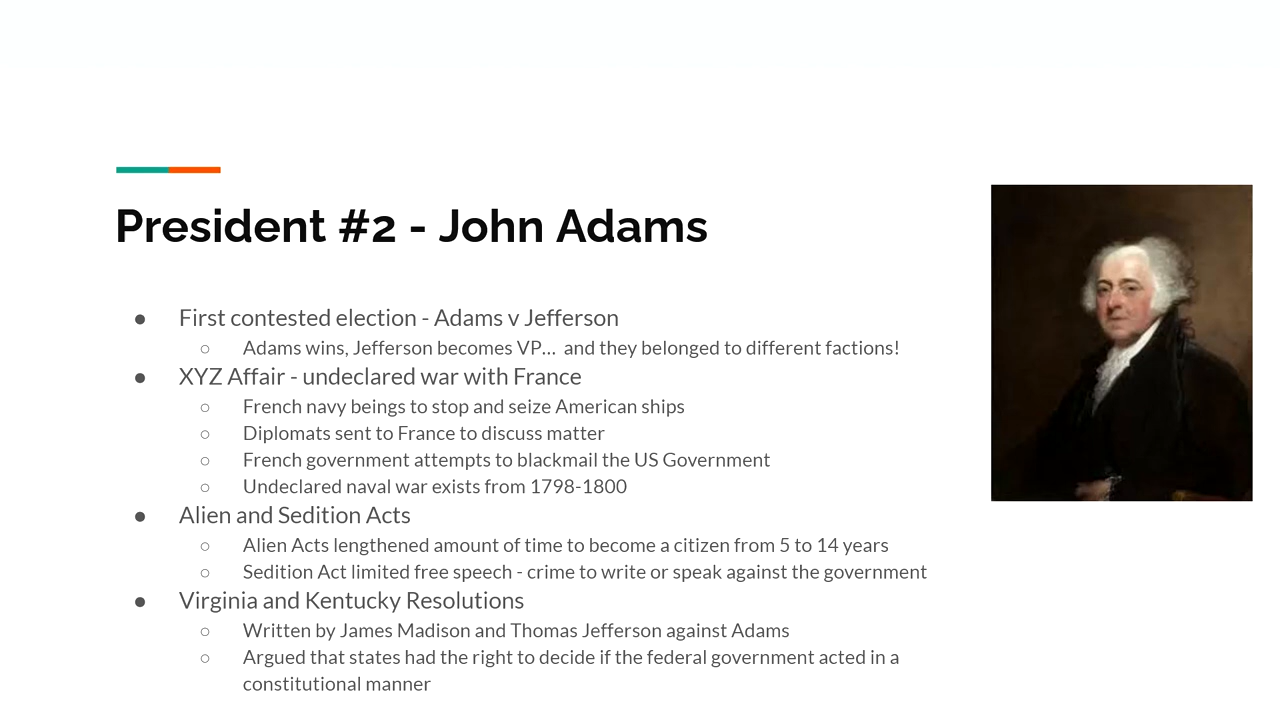 President #2 - John Adams
● First contested election - Adams v Jefferson
○ Adams wins, Jefferson becomes VP... and they belonged to different factions!
● XYZ Affair - undeclared war with France
○ French navy beings to stop and seize American ships
○ Diplomats sent to France to discuss matter
○ French government attempts to blackmail the US Government
○ Undeclared naval war exists from 1798-1800
● Alien and Sedition Acts
○ Alien Acts lengthened amount of time to become a citizen from 5 to 14 years
○ Sedition Act limited free speech - crime to write or speak against the government
● Virginia and Kentucky Resolutions
○ Written by James Madison and Thomas Jefferson against Adams
○ Argued that states had the right to decide if the federal government acted in a
constitutional manner